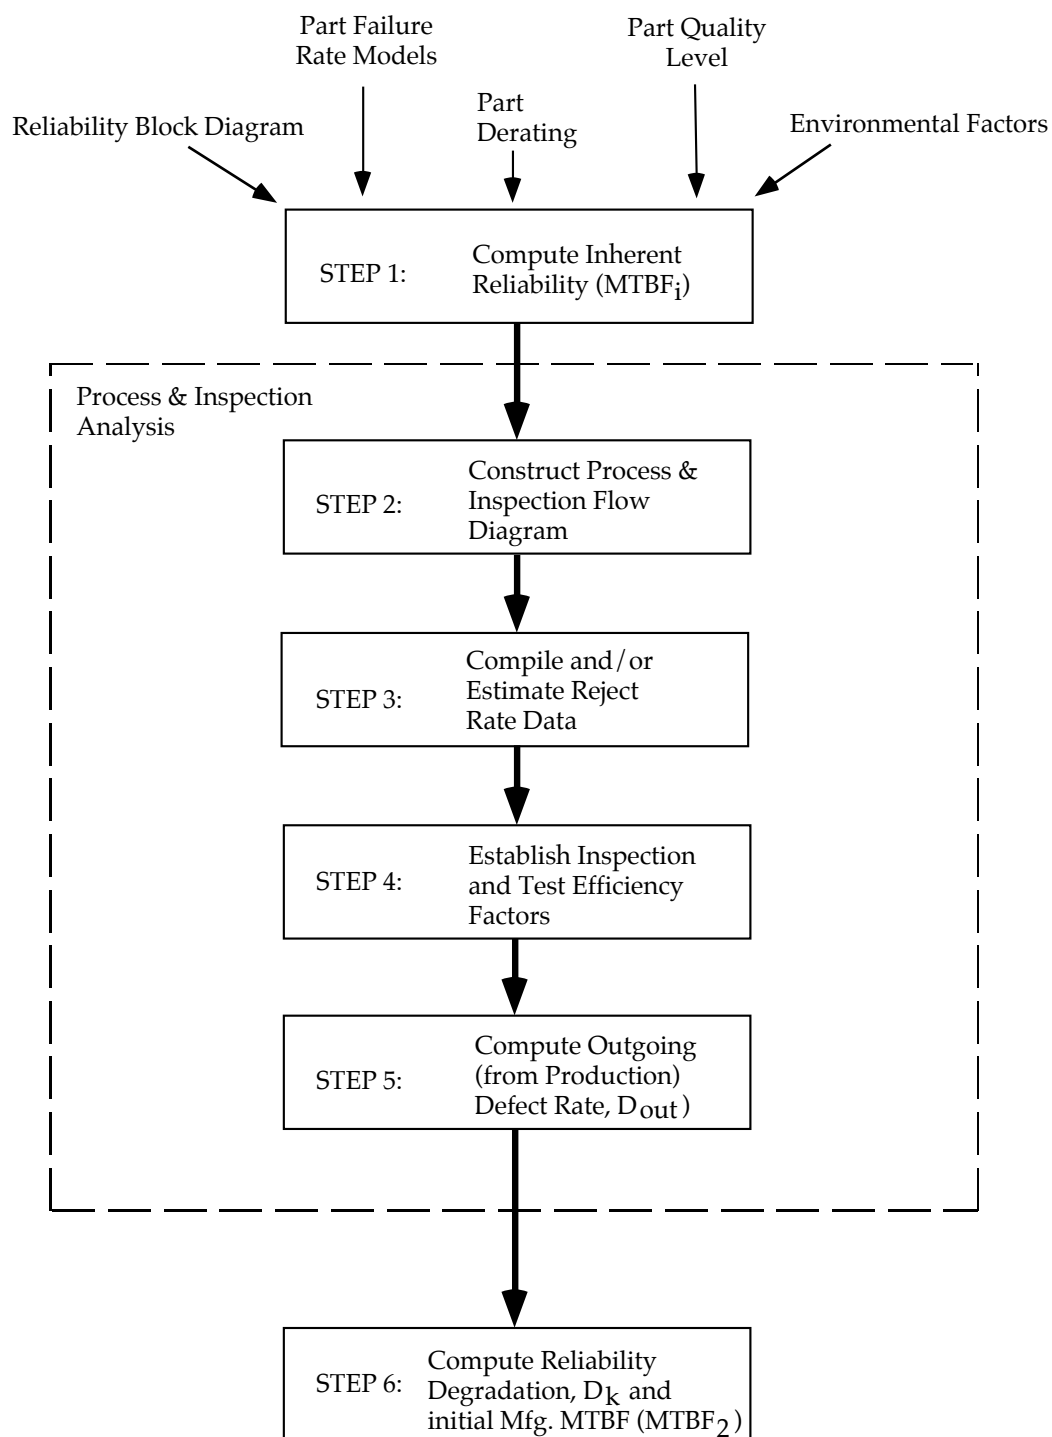 Part Failure
Rate Models
Part Quality
Level
Part
Derating
Reliability Block Diagram
Environmental Factors
STEP 1:
Compute Inherent
Reliability (MTBFi)
Process & Inspection
Analysis
STEP 2:
Construct Process &
Inspection Flow
Diagram
STEP 3:
Compile and/or
Estimate Reject
Rate Data
STEP 4:
Establish Inspection
and Test Efficiency
Factors
STEP 5:
Compute Outgoing
(from Production)
Defect Rate, Dout)
STEP 6:
Compute Reliability
Degradation, Dk and
initial Mfg. MTBF (MTBF2)